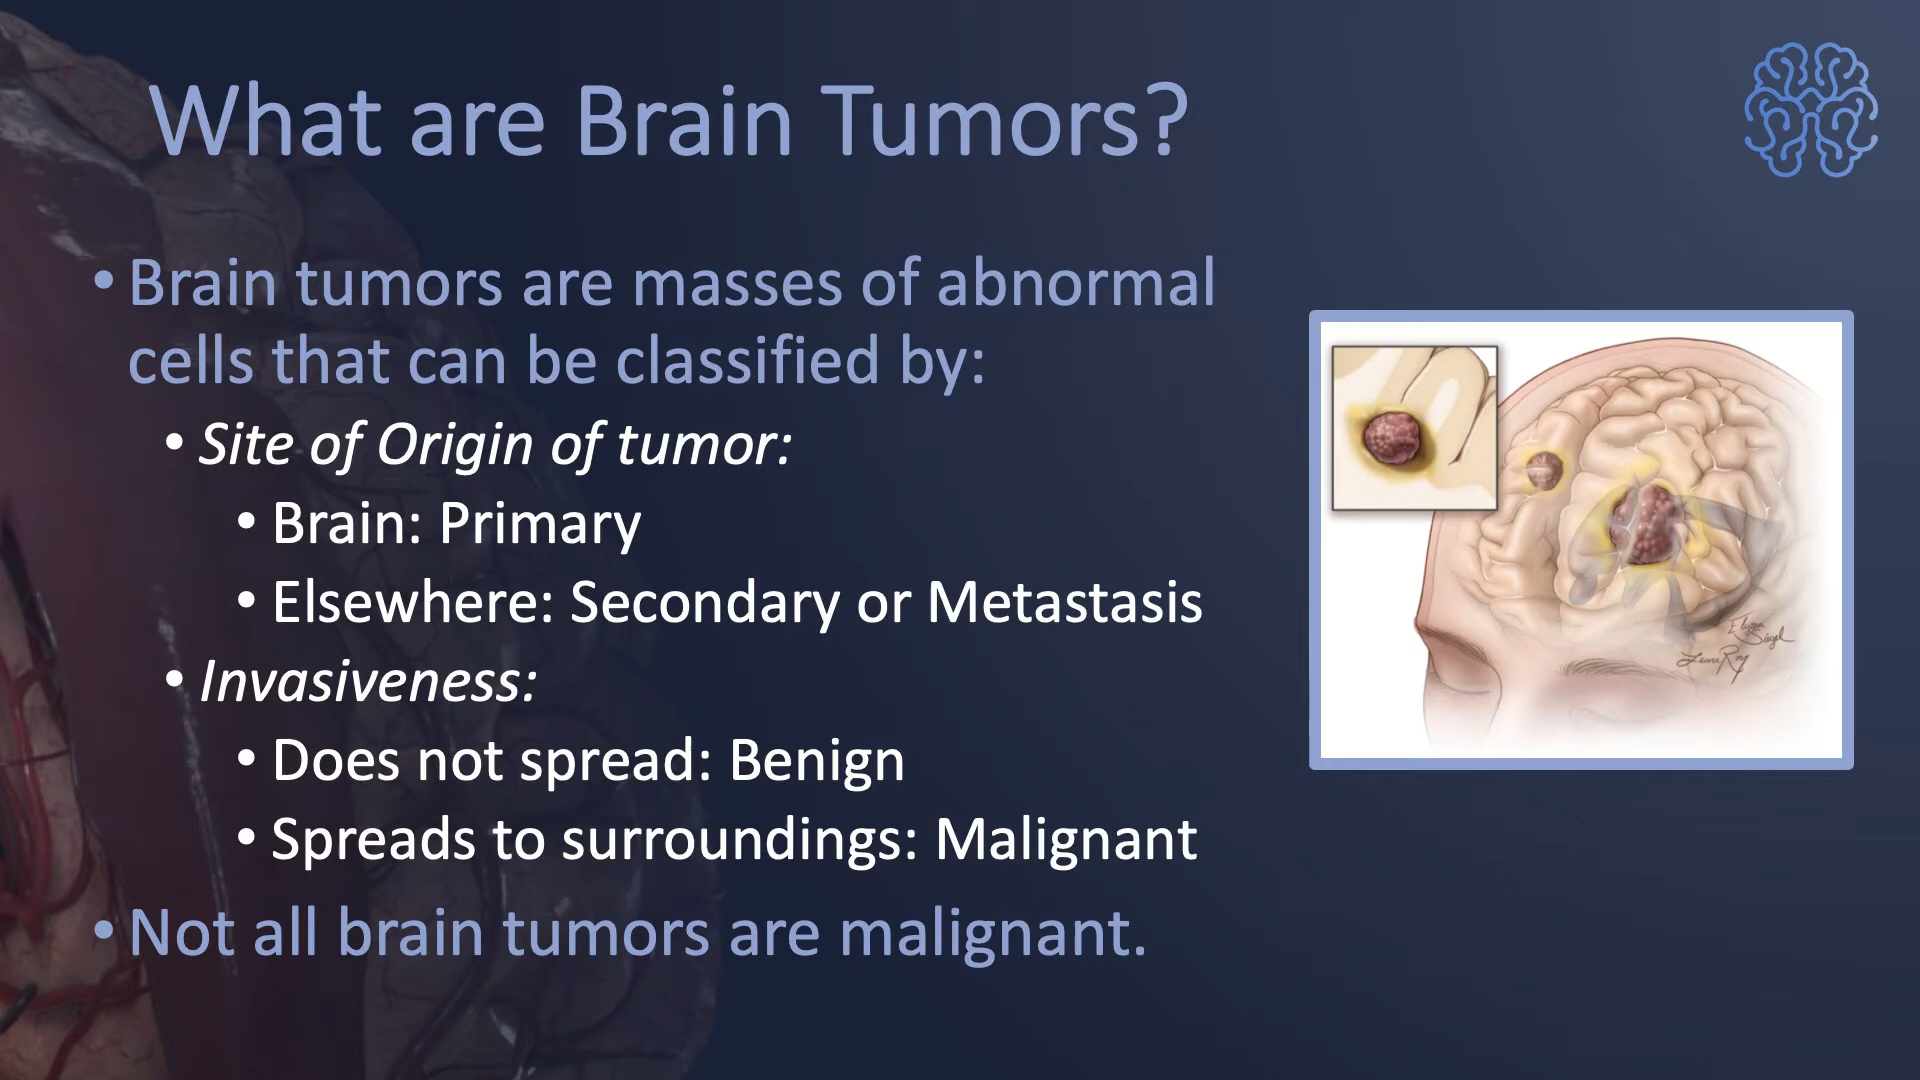 What are Brain Tumors?
• Brain tumors are masses of abnormal
cells that can be classified by:
• Site of Origin of tumor:
• Brain: Primary
• Elsewhere: Secondary or Metastasis
• Invasiveness:
• Does not spread: Benign
• Spreads to surroundings: Malignant
• Not all brain tumors are malignant.